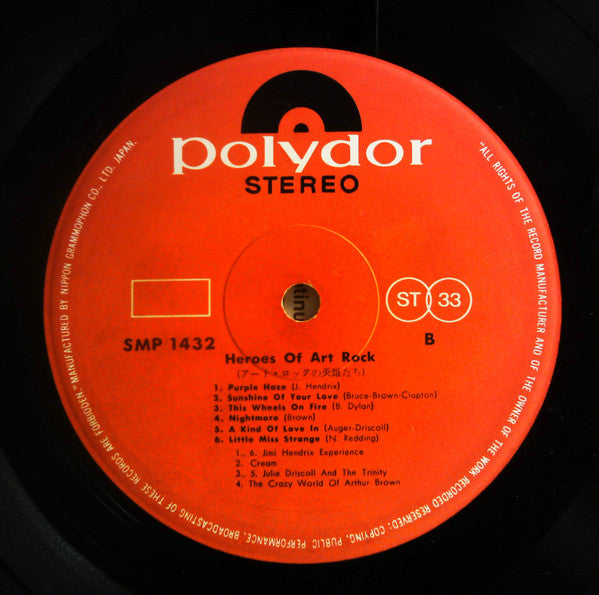 polydor
STEREO
ST 33
SMP 1432
B
Heroes Of Art Rock
(アート・ロックの英雄たち)
1. Purple Haze (J. Hendrix)
2. Sunshine Of Your Love (Bruce-Brown-Clapton)
3. This Wheels On Fire (B. Dylan)
4. Nightmare (Brown)
5. A Kind Of Love In (Auger-Driscoll)
6. Little Miss Strange (N. Redding)
1., 6. Jimi Hendrix Experience
2. Cream
3., 5. Julie Driscoll And The Trinity
4. The Crazy World Of Arthur Brown
"ALL RIGHTS OF THE RECORD MANUFACTURER AND OF THE OWNER OF THE WORK RECORDED RESERVED; COPYING, PUBLIC PERFORMANCE, BROADCASTING OF THESE RECORDS ARE FORBIDDEN." MANUFACTURED BY NIPPON GRAMMOPHON CO., LTD. JAPAN.
tinu